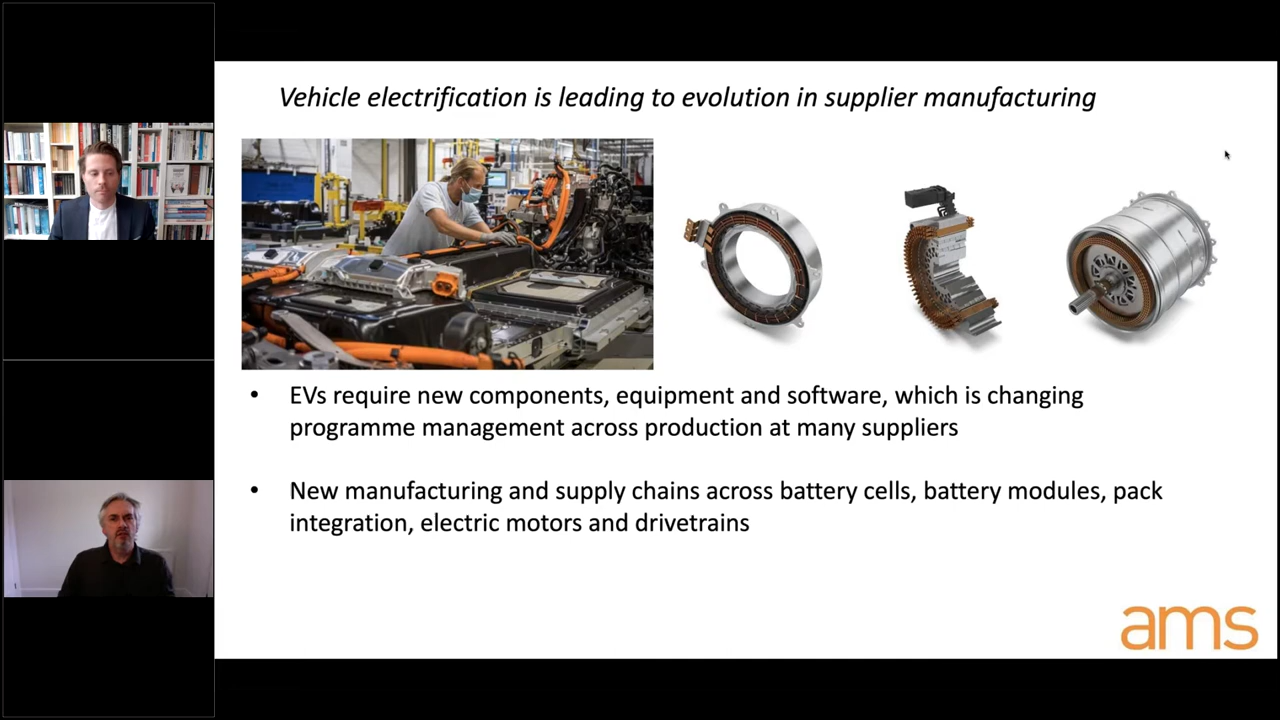 Vehicle electrification is leading to evolution in supplier manufacturing
• EVs require new components, equipment and software, which is changing
programme management across production at many suppliers
• New manufacturing and supply chains across battery cells, battery modules, pack
integration, electric motors and drivetrains
ams